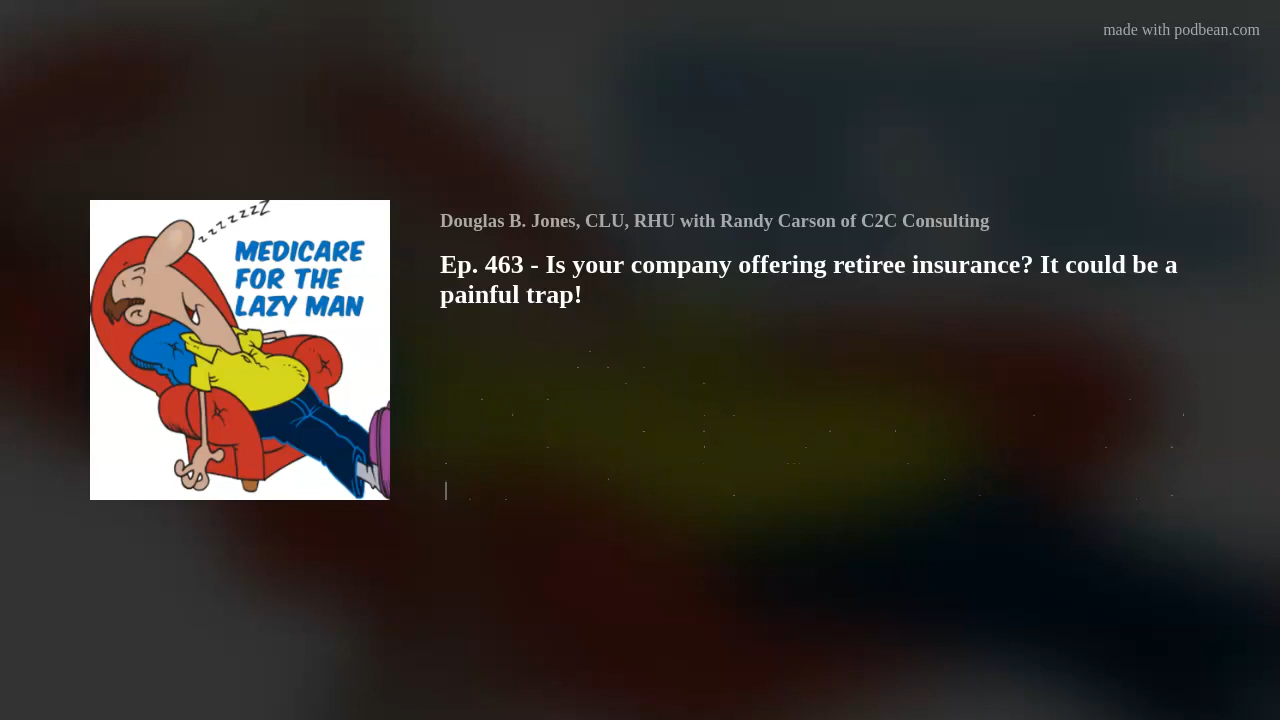 made with podbean.com
zzzzzzZ
MEDICARE
FOR THE
LAZY MAN
Douglas B. Jones, CLU, RHU with Randy Carson of C2C Consulting
Ep. 463 - Is your company offering retiree insurance? It could be a
painful trap!